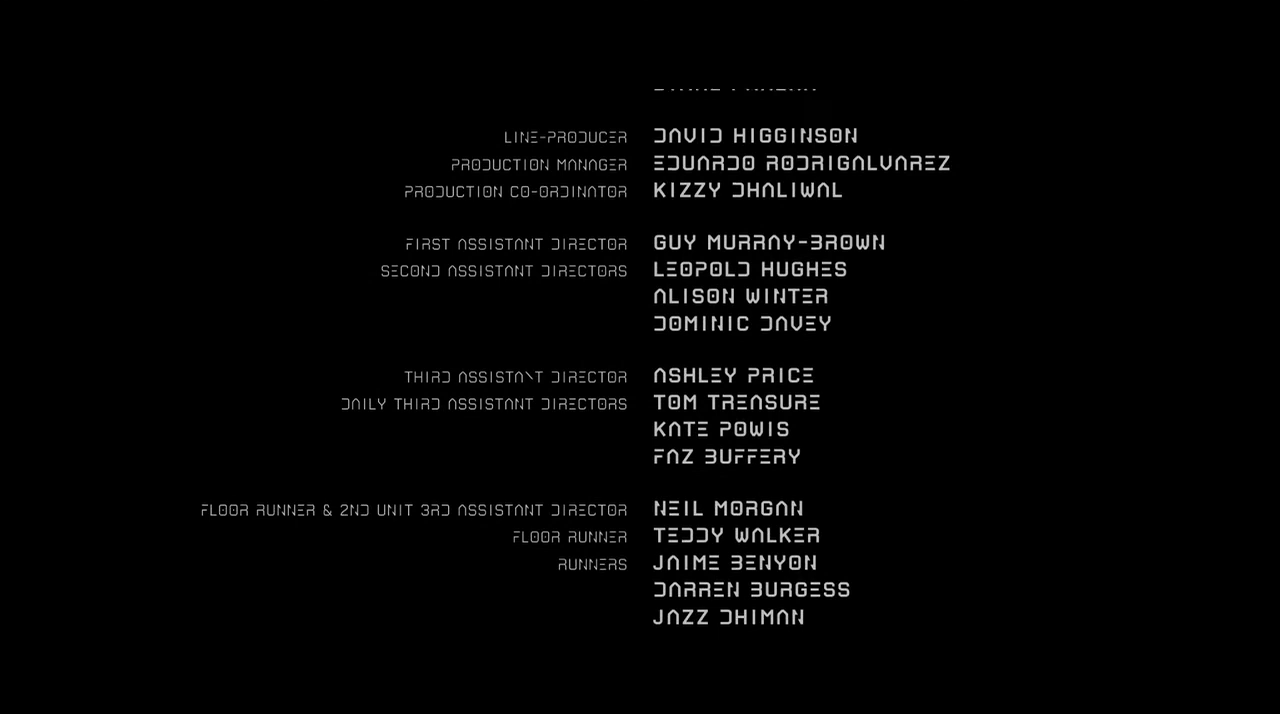 LINE-PRODUCER DAVID HIGGINSON
PRODUCTION MANAGER EDUARDO RODRIGALVAREZ
PRODUCTION CO-ORDINATOR KIZZY DHALIWAL
FIRST ASSISTANT DIRECTOR GUY MURRAY-BROWN
SECOND ASSISTANT DIRECTORS LEOPOLD HUGHES
ALISON WINTER
DOMINIC DAVEY
THIRD ASSISTANT DIRECTOR ASHLEY PRICE
DAILY THIRD ASSISTANT DIRECTORS TOM TREASURE
KATE POWIS
FAZ BUFFERY
FLOOR RUNNER & 2ND UNIT 3RD ASSISTANT DIRECTOR NEIL MORGAN
FLOOR RUNNER TEDDY WALKER
RUNNERS JAIME BENYON
DARREN BURGESS
JAZZ DHIMAN